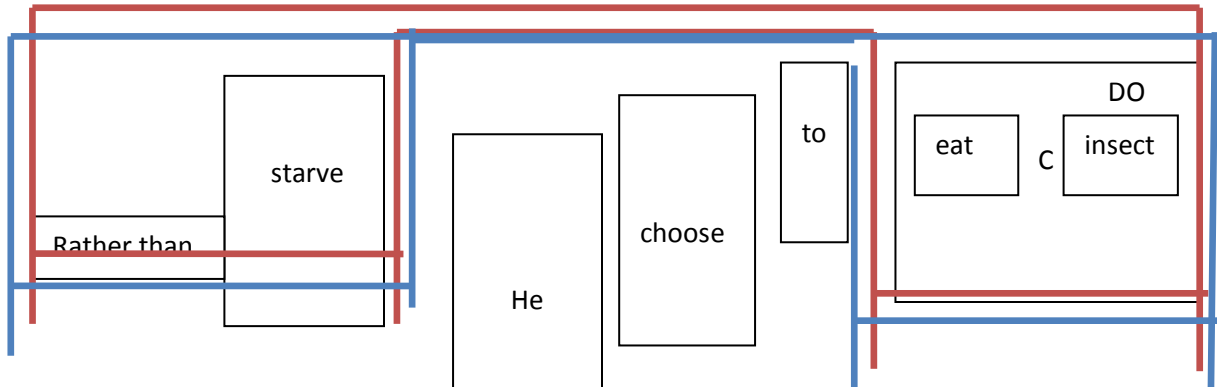 DO
to
eat
C
insect
starve
choose
Rather than
He